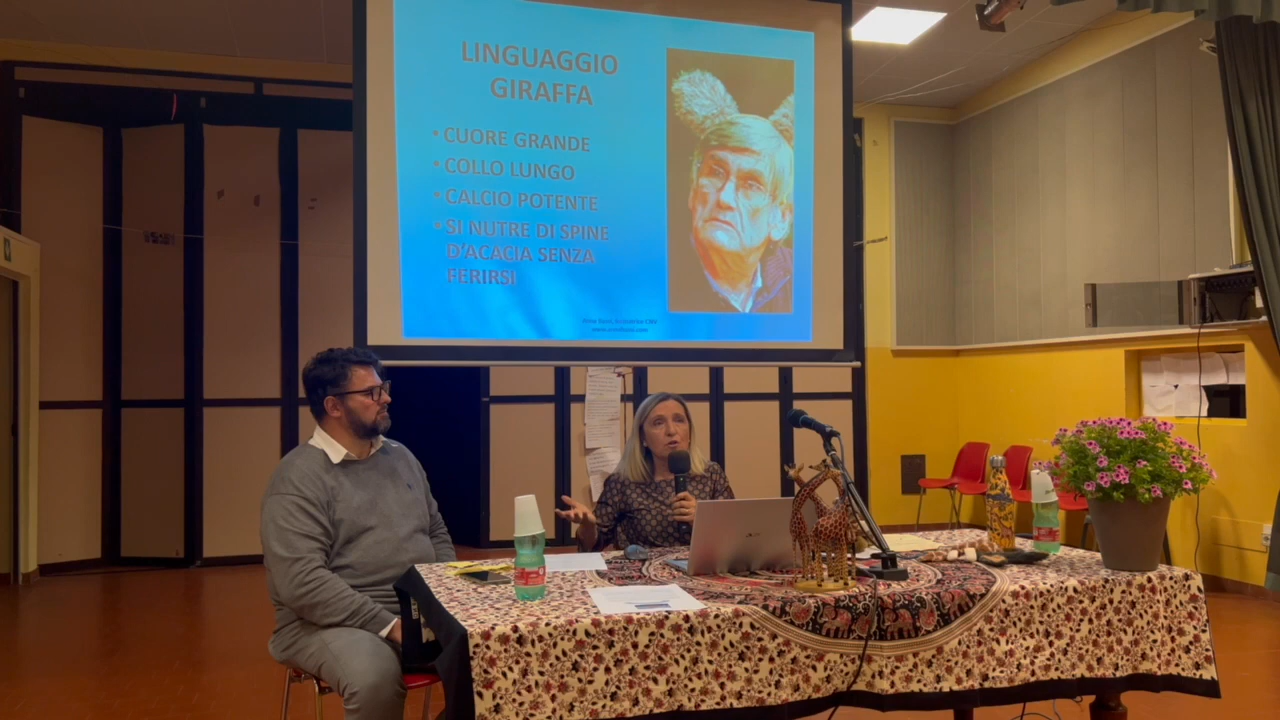 LINGUAGGIO
GIRAFFA
• CUORE GRANDE
• COLLO LUNGO
• CALCIO POTENTE
• SI NUTRE DI SPINE
D'ACACIA SENZA
FERIRSI